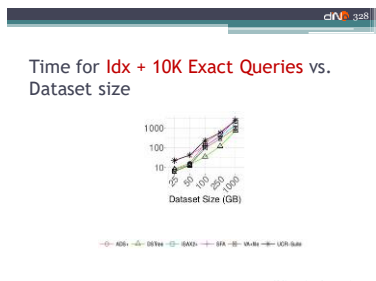 dNo 328
Time for Idx + 10K Exact Queries vs.
Dataset size
1000
100
10
25 50 100 250 1000
Dataset Size (GB)
ADS+ DSTree iSAX2+ SFA VA+file UCR-Suite